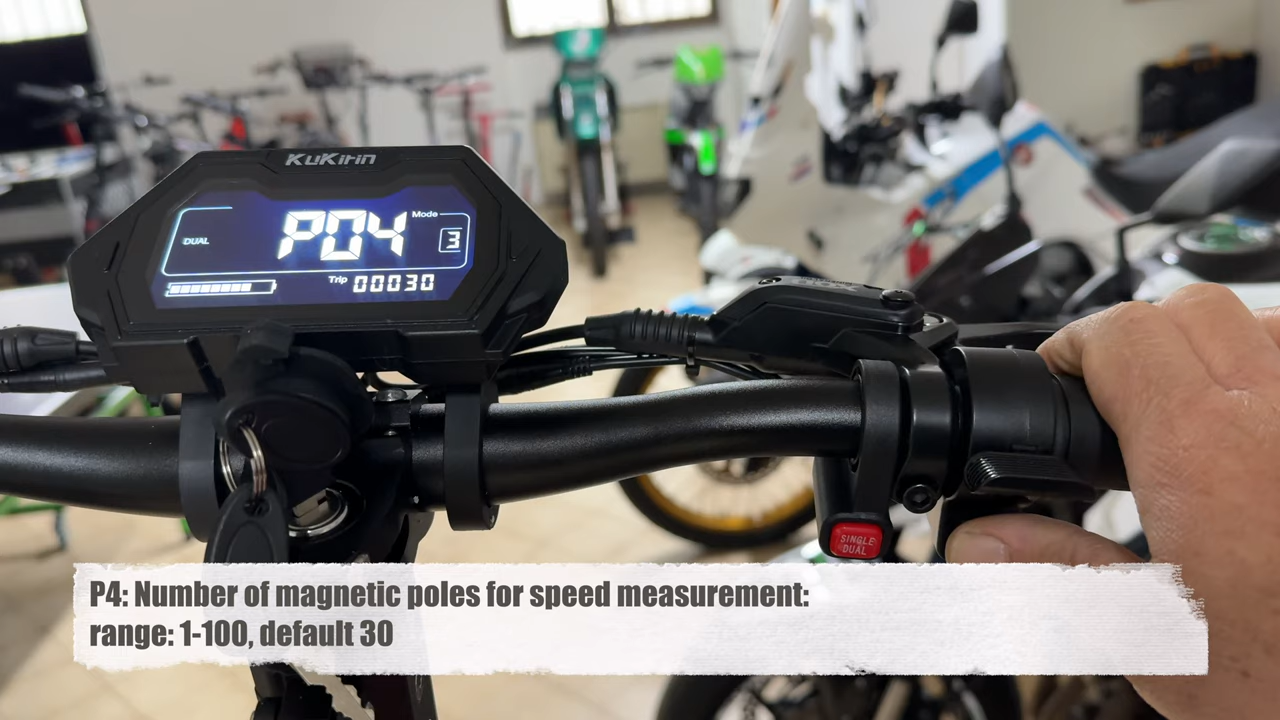 KuKirin
P04
Mode
DUAL
3
Trip 00030
SINGLE
DUAL
P4: Number of magnetic poles for speed measurement:
range: 1-100, default 30